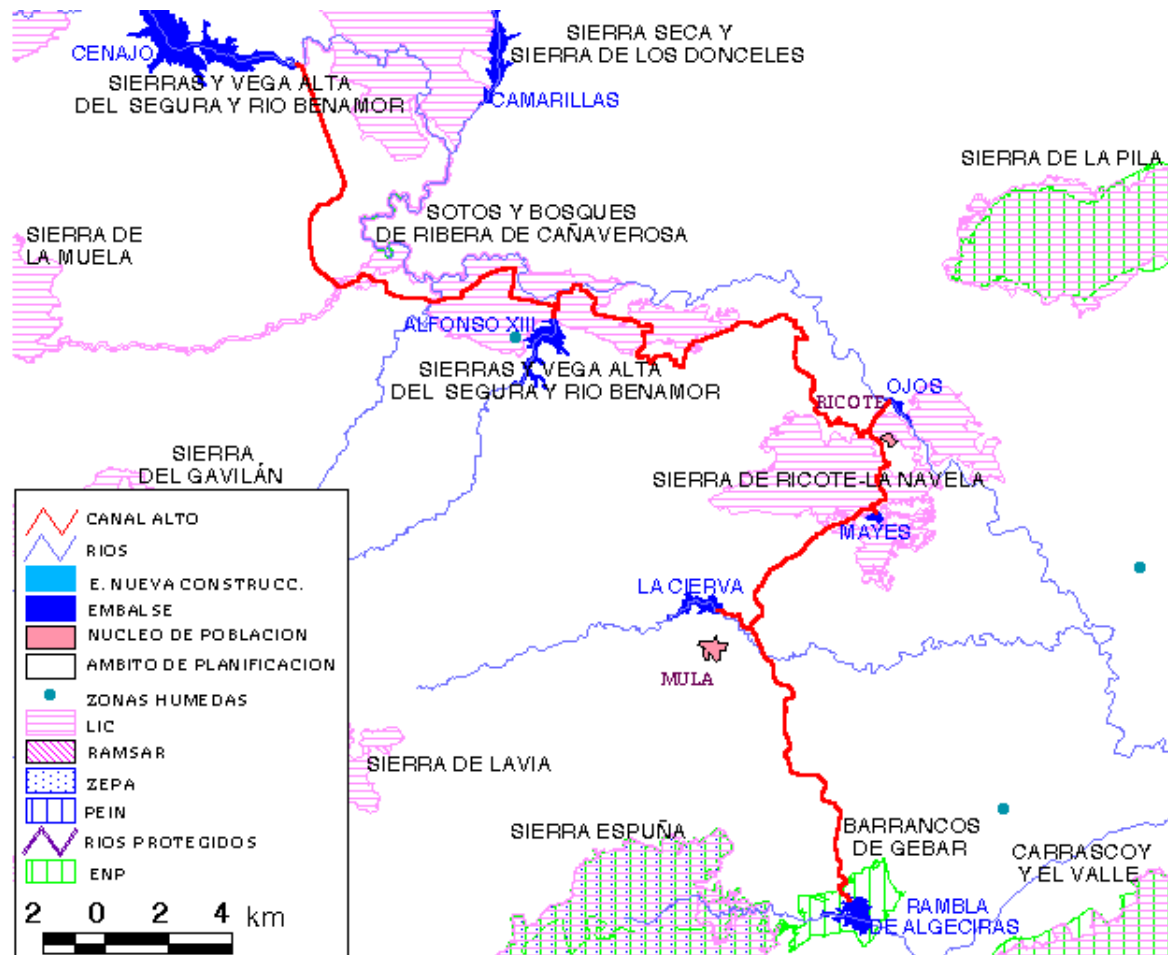 SIERRA SECA Y
SIERRA DE LOS DONCELES
CENAJO
SIERRAS Y VEGA ALTA
DEL SEGURA Y RIO BENAMOR
CAMARILLAS
SIERRA DE LA PILA
SOTOS Y BOSQUES
DE RIBERA DE CAÑAVEROSA
SIERRA DE
LA MUELA
ALFONSO XIII
SIERRAS Y VEGA ALTA
DEL SEGURA Y RIO BENAMOR
OJOS
RICOTE
SIERRA
DEL GAVILÁN
SIERRA DE RICOTE-LA NAVELA
MAYES
LA CIERVA
MULA
SIERRA DE LAVIA
SIERRA ESPUÑA
BARRANCOS
DE GEBAR
CARRASCOY
Y EL VALLE
RAMBLA
DE ALGECIRAS
CANAL ALTO
RIOS
E. NUEVA CONSTRUCC.
EMBALSE
NUCLEO DE POBLACION
AMBITO DE PLANIFICACION
ZONAS HUMEDAS
LIC
RAMSAR
ZEPA
PEIN
RIOS PROTEGIDOS
ENP
2 0 2 4 km